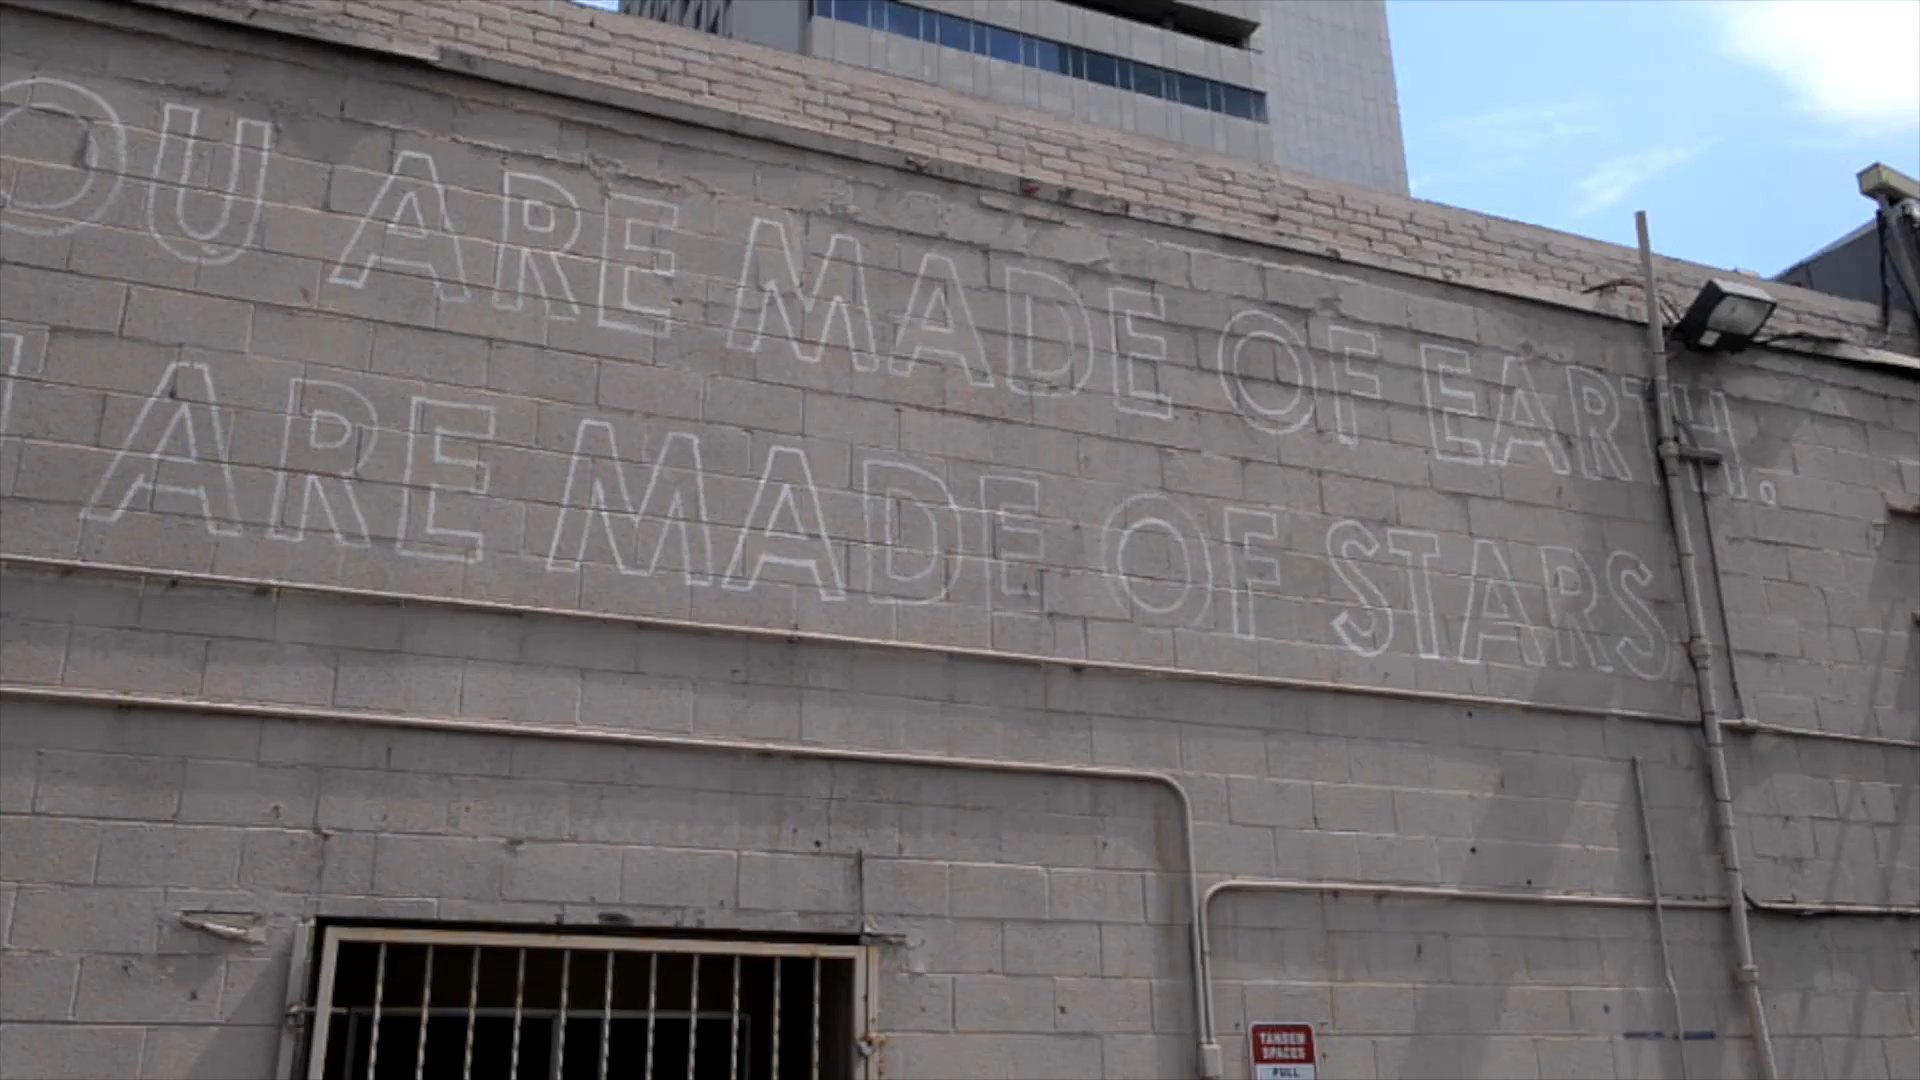 OU ARE MADE OF EARTH.
ARE MADE OF STARS
TANDEM
SPACES
FULL